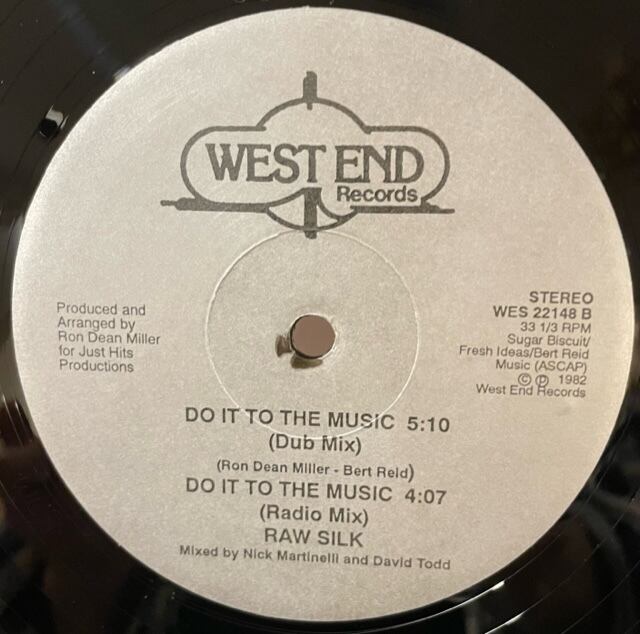 WEST END
Records
Produced and
Arranged by
Ron Dean Miller
for Just Hits
Productions
STEREO
WES 22148 B
33 1/3 RPM
Sugar Biscuit/
Fresh Ideas/Bert Reid
Music (ASCAP)
© ℗ 1982
West End Records
DO IT TO THE MUSIC 5:10
(Dub Mix)
(Ron Dean Miller - Bert Reid)
DO IT TO THE MUSIC 4:07
(Radio Mix)
RAW SILK
Mixed by Nick Martinelli and David Todd